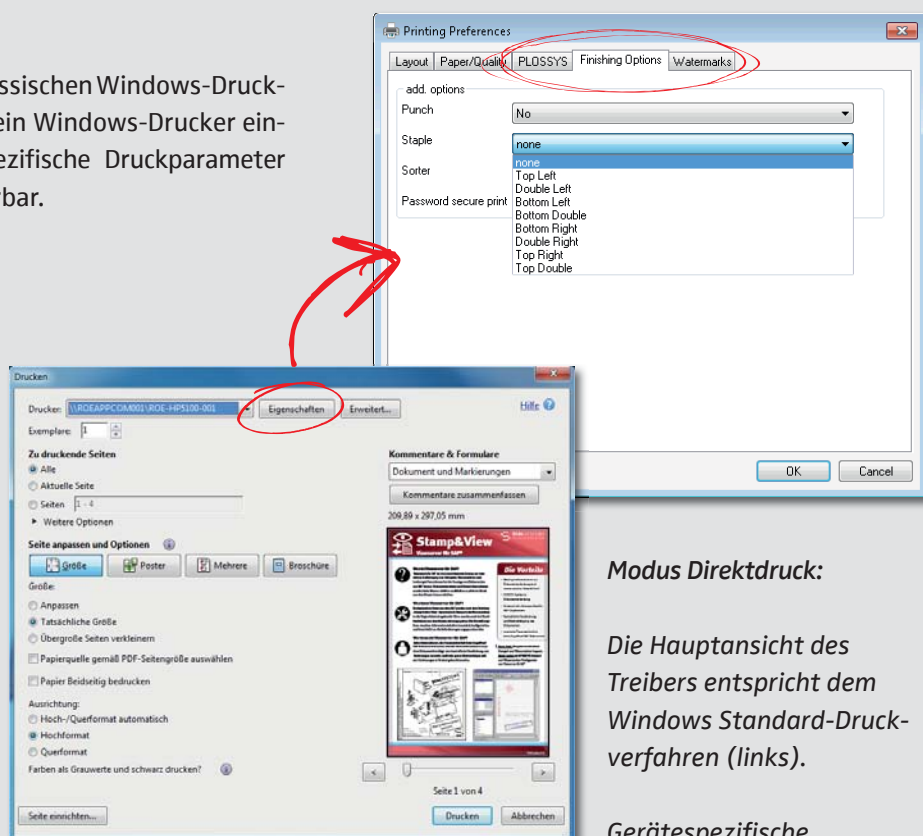 ssischen Windows-Druck-
ein Windows-Drucker ein-
ezifische Druckparameter
bar.
Printing Preferences
Layout Paper/Quality PLOSSYS Finishing Options Watermarks
add. options
Punch No
Staple none
none
Top Left
Sorter
Double Left
Password secure print Bottom Left
Bottom Double
Bottom Right
Double Right
Top Right
Top Double
OK Cancel
Drucken
Drucker: \\ROEAPPCOM001\ROE-HP5100-001 Eigenschaften Erweitert... Hilfe
Exemplare: 1
Zu druckende Seiten
Alle
Aktuelle Seite
Seiten 1 - 4
Weitere Optionen
Seite anpassen und Optionen
Größe Poster Mehrere Broschüre
Größe:
Anpassen
Tatsächliche Größe
Übergroße Seiten verkleinern
Papierquelle gemäß PDF-Seitengröße auswählen
Papier Beidseitig bedrucken
Ausrichtung:
Hoch-/Querformat automatisch
Hochformat
Querformat
Farben als Grauwerte und schwarz drucken?
Seite einrichten...
Kommentare & Formulare
Dokument und Markierungen
Kommentare zusammenfassen
209,89 x 297,05 mm
Stamp&View
Die Vorteile
< >
Seite 1 von 4
Drucken Abbrechen
Modus Direktdruck:
Die Hauptansicht des
Treibers entspricht dem
Windows Standard-Druck-
verfahren (links).
Gerätespezifische